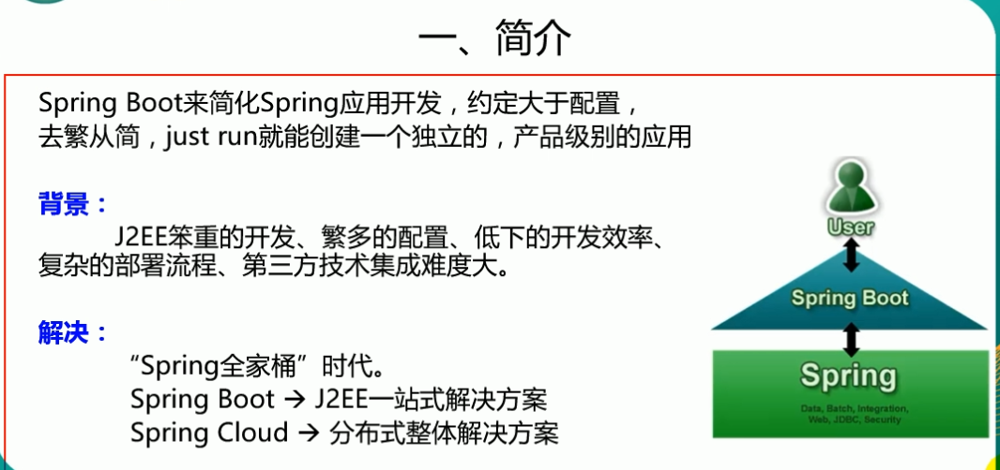 一、简介
Spring Boot来简化Spring应用开发，约定大于配置，
去繁从简，just run就能创建一个独立的，产品级别的应用
背景：
J2EE笨重的开发、繁多的配置、低下的开发效率、
复杂的部署流程、第三方技术集成难度大。
解决：
“Spring全家桶”时代。
Spring Boot → J2EE一站式解决方案
Spring Cloud → 分布式整体解决方案
User
Spring Boot
Spring
Data, Batch, Integration,
Web, JDBC, Security